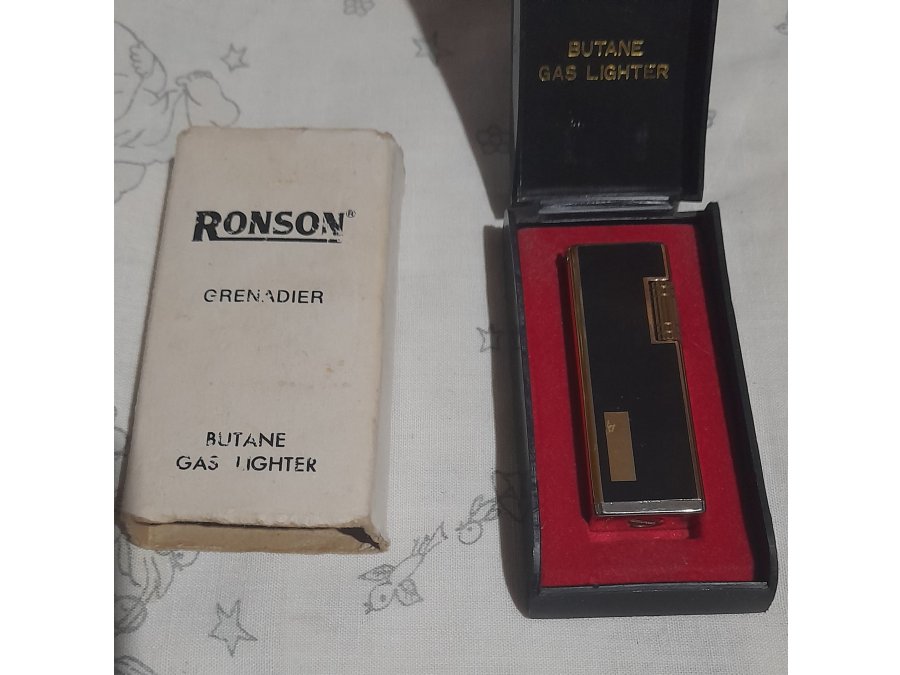 RONSON®
GRENADIER
BUTANE
GAS LIGHTER
BUTANE
GAS LIGHTER